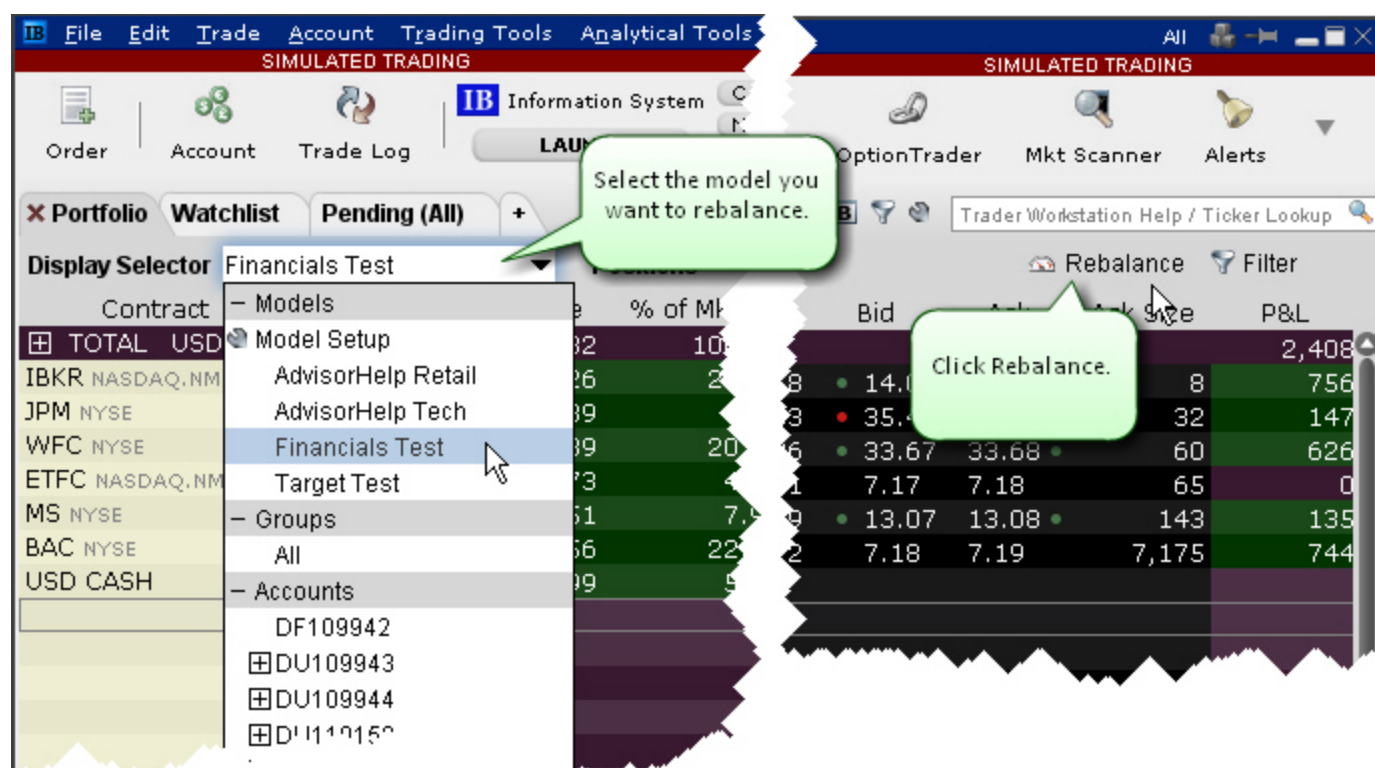 IB File Edit Trade Account Trading Tools Analytical Tools All
SIMULATED TRADING SIMULATED TRADING
IB Information System
Order Account Trade Log OptionTrader Mkt Scanner Alerts
Select the model you
want to rebalance.
Portfolio Watchlist Pending (All) + Trader Workstation Help / Ticker Lookup
Display Selector Financials Test Rebalance Filter
Contract % of Bid Size P&L
Click Rebalance.
TOTAL USD 2,408
IBKR NASDAQ.NM 8 756
JPM NYSE 32 147
WFC NYSE 33.67 33.68 60 626
ETFC NASDAQ.NM 7.17 7.18 65 0
MS NYSE 13.07 13.08 143 135
BAC NYSE 7.18 7.19 7,175 744
USD CASH
– Models
Model Setup
AdvisorHelp Retail
AdvisorHelp Tech
Financials Test
Target Test
– Groups
All
– Accounts
DF109942
DU109943
DU109944